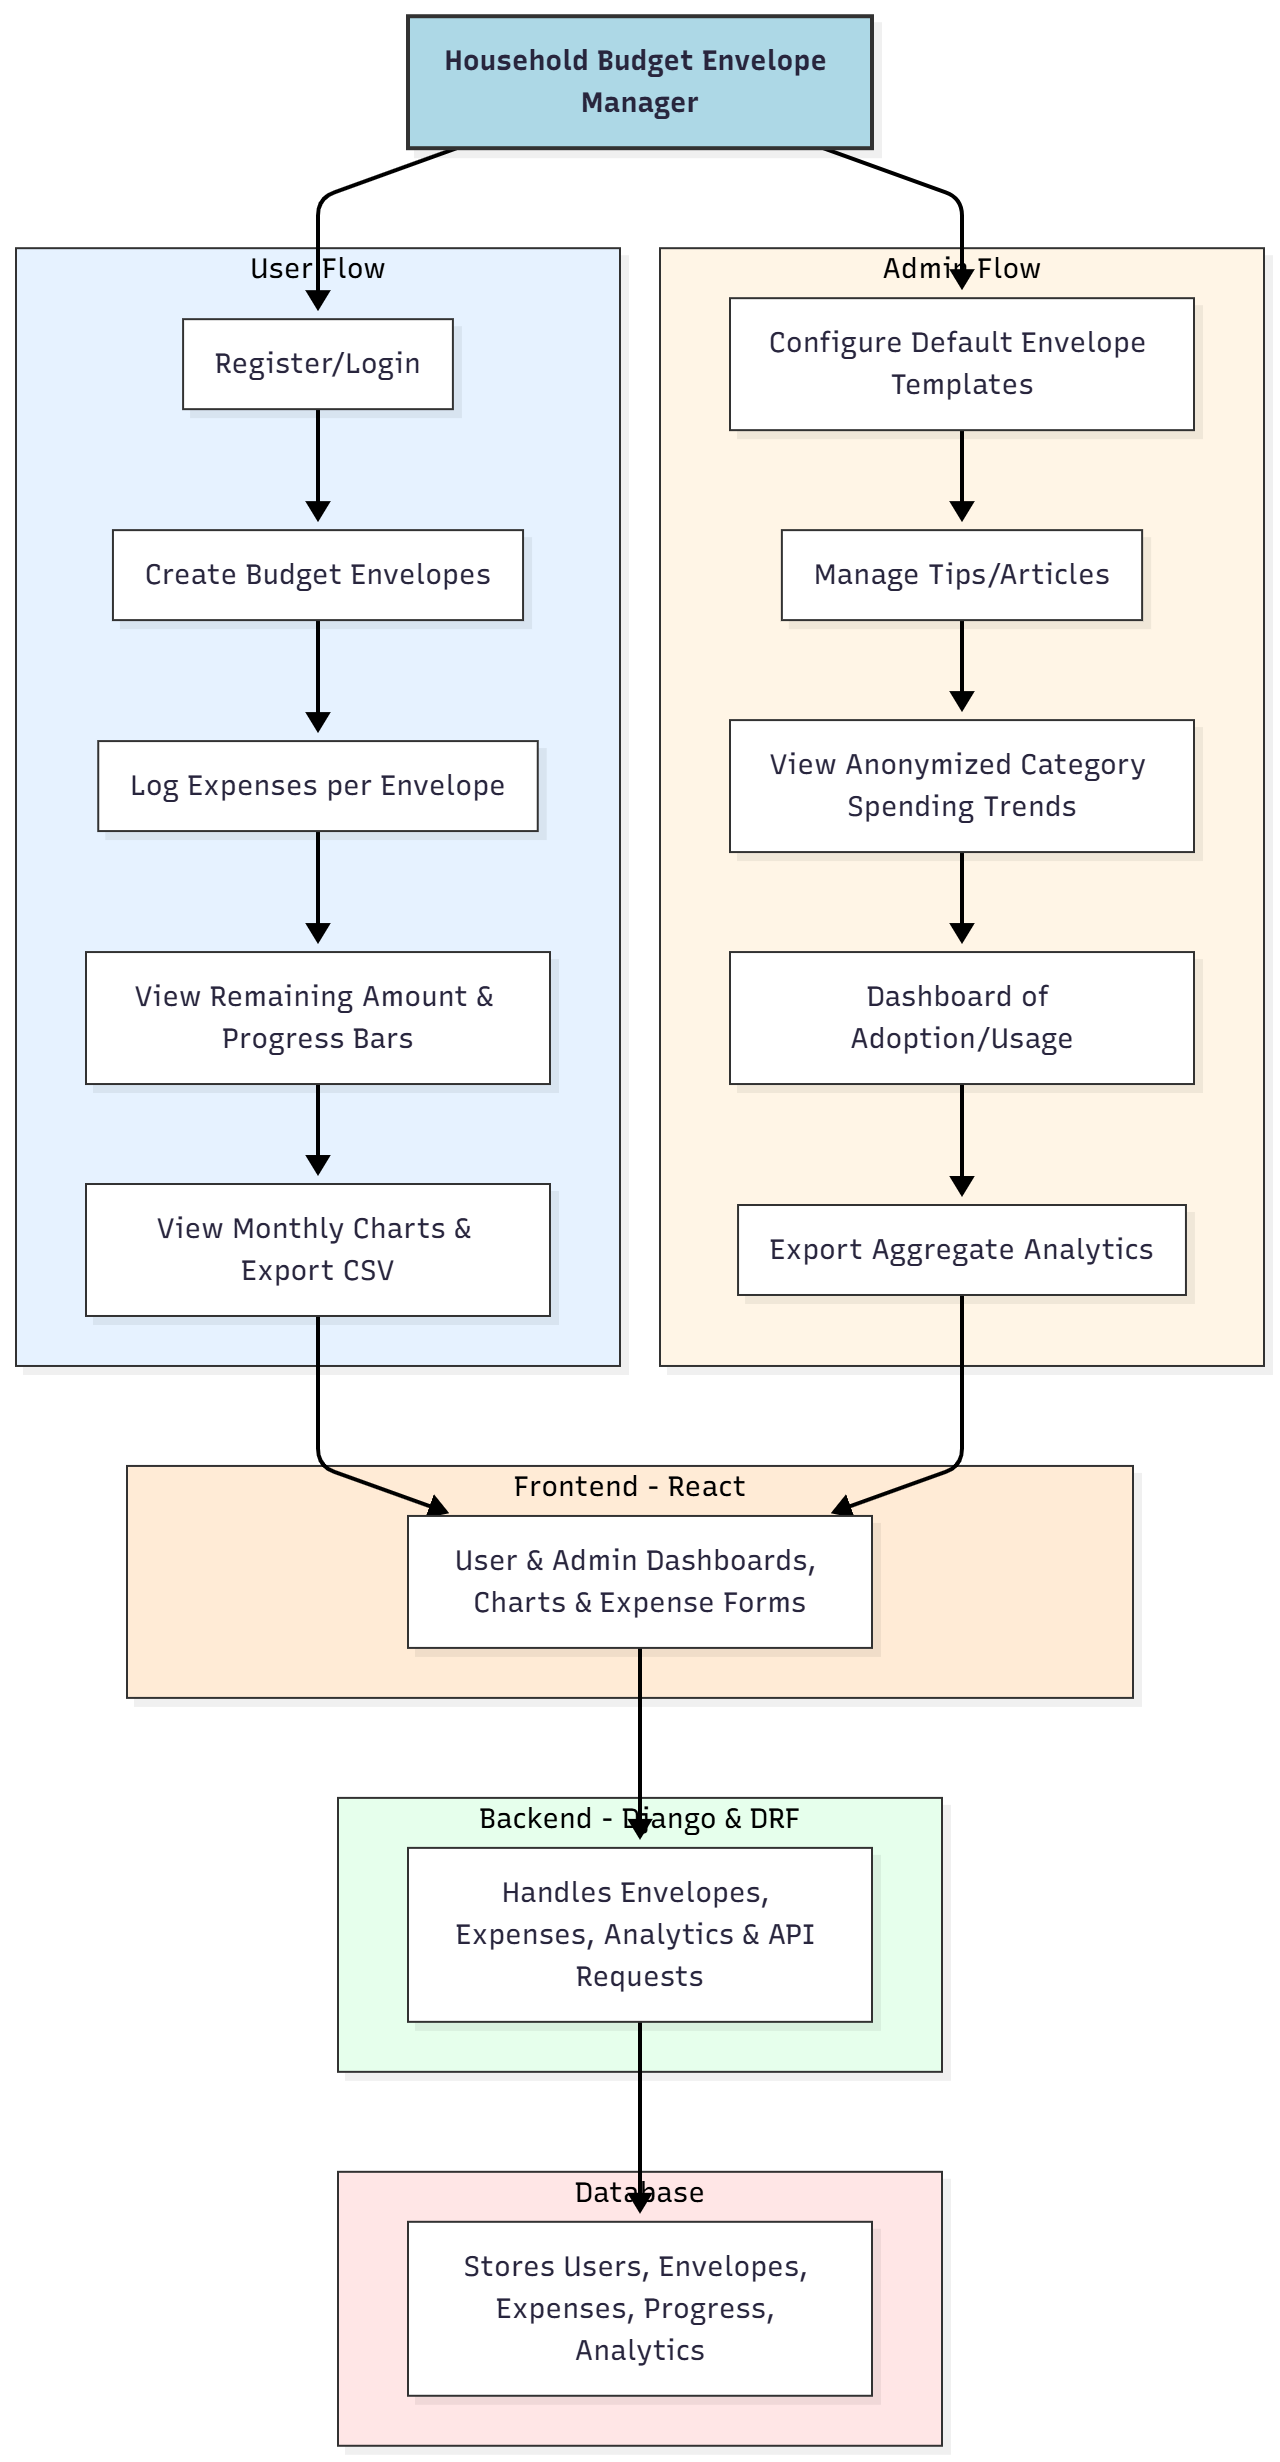 Household Budget Envelope
Manager
User Flow
Register/Login
Create Budget Envelopes
Log Expenses per Envelope
View Remaining Amount &
Progress Bars
View Monthly Charts &
Export CSV
Admin Flow
Configure Default Envelope
Templates
Manage Tips/Articles
View Anonymized Category
Spending Trends
Dashboard of
Adoption/Usage
Export Aggregate Analytics
Frontend - React
User & Admin Dashboards,
Charts & Expense Forms
Backend - Django & DRF
Handles Envelopes,
Expenses, Analytics & API
Requests
Database
Stores Users, Envelopes,
Expenses, Progress,
Analytics